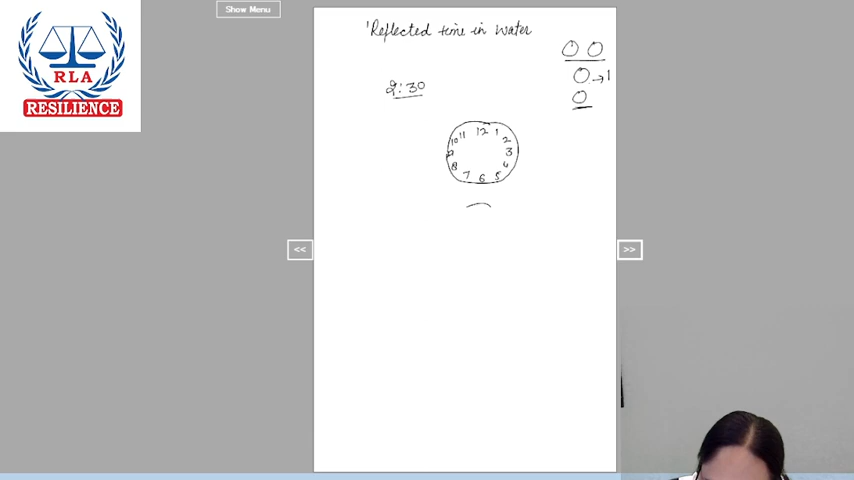 Show Menu
'Reflected time in water
RLA
RESILIENCE
2:30
→1
12
11 1
10 2
9 3
8 4
7 6 5
<< >>